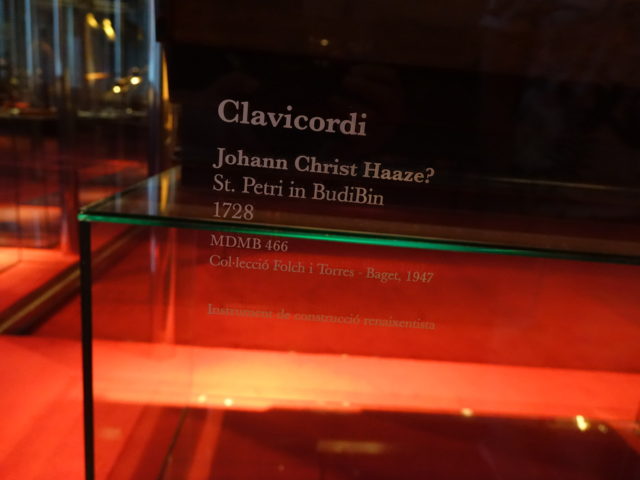 Clavicordi
Johann Christ Haaze?
St. Petri in BudiBin
1728
MDMB 466
Col·lecció Folch i Torres - Baget, 1947
Instrument de construcció renaixentista